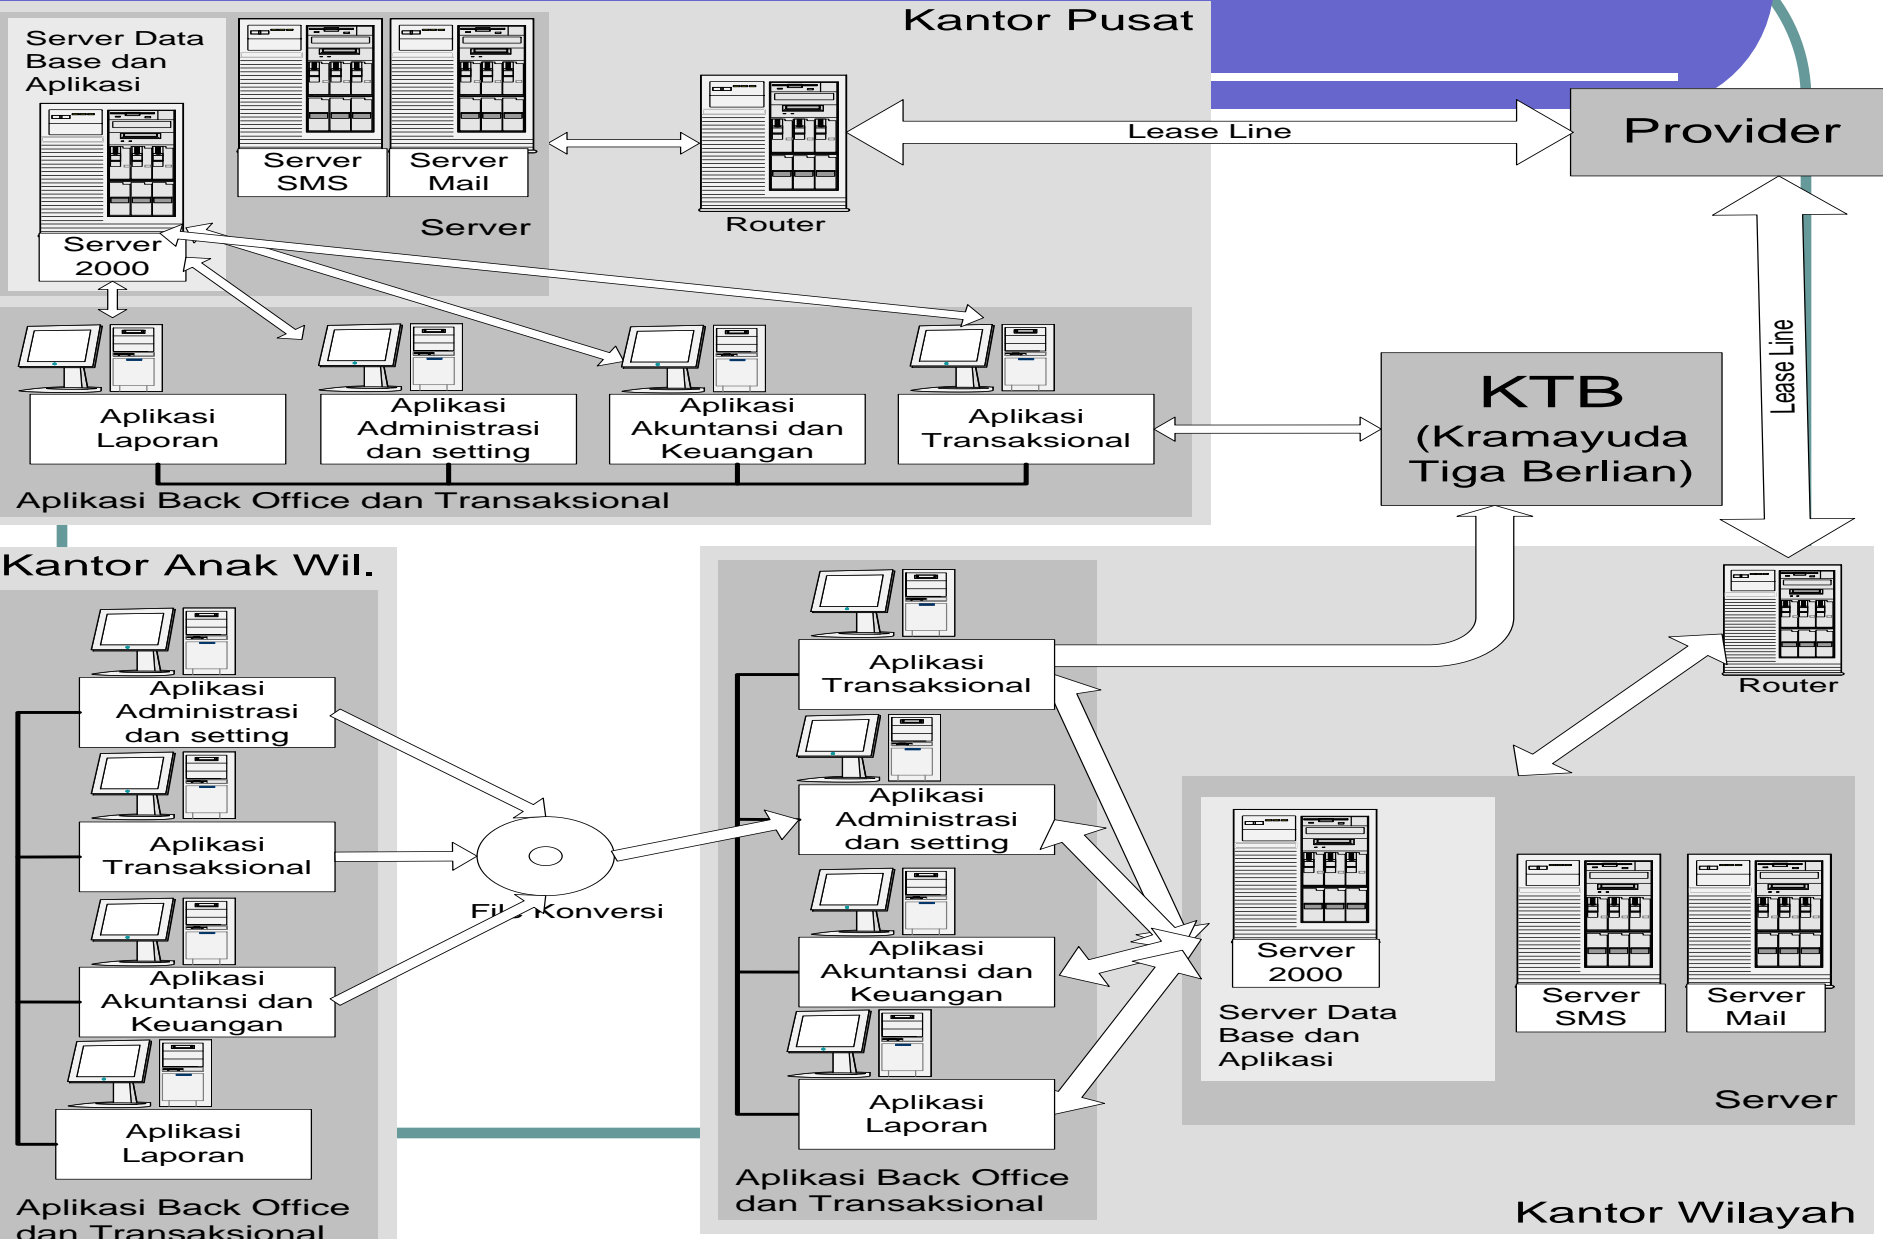 Kantor Pusat
Server Data
Base dan
Aplikasi
Server
2000
Server
SMS
Server
Mail
Server
Router
Lease Line
Provider
Lease Line
Aplikasi
Laporan
Aplikasi
Administrasi
dan setting
Aplikasi
Akuntansi dan
Keuangan
Aplikasi
Transaksional
Aplikasi Back Office dan Transaksional
KTB
(Kramayuda
Tiga Berlian)
Kantor Anak Wil.
Aplikasi
Administrasi
dan setting
Aplikasi
Transaksional
Aplikasi
Akuntansi dan
Keuangan
Aplikasi
Laporan
Aplikasi Back Office
dan Transaksional
File Konversi
Aplikasi
Transaksional
Aplikasi
Administrasi
dan setting
Aplikasi
Akuntansi dan
Keuangan
Aplikasi
Laporan
Aplikasi Back Office
dan Transaksional
Router
Server
2000
Server Data
Base dan
Aplikasi
Server
SMS
Server
Mail
Server
Kantor Wilayah